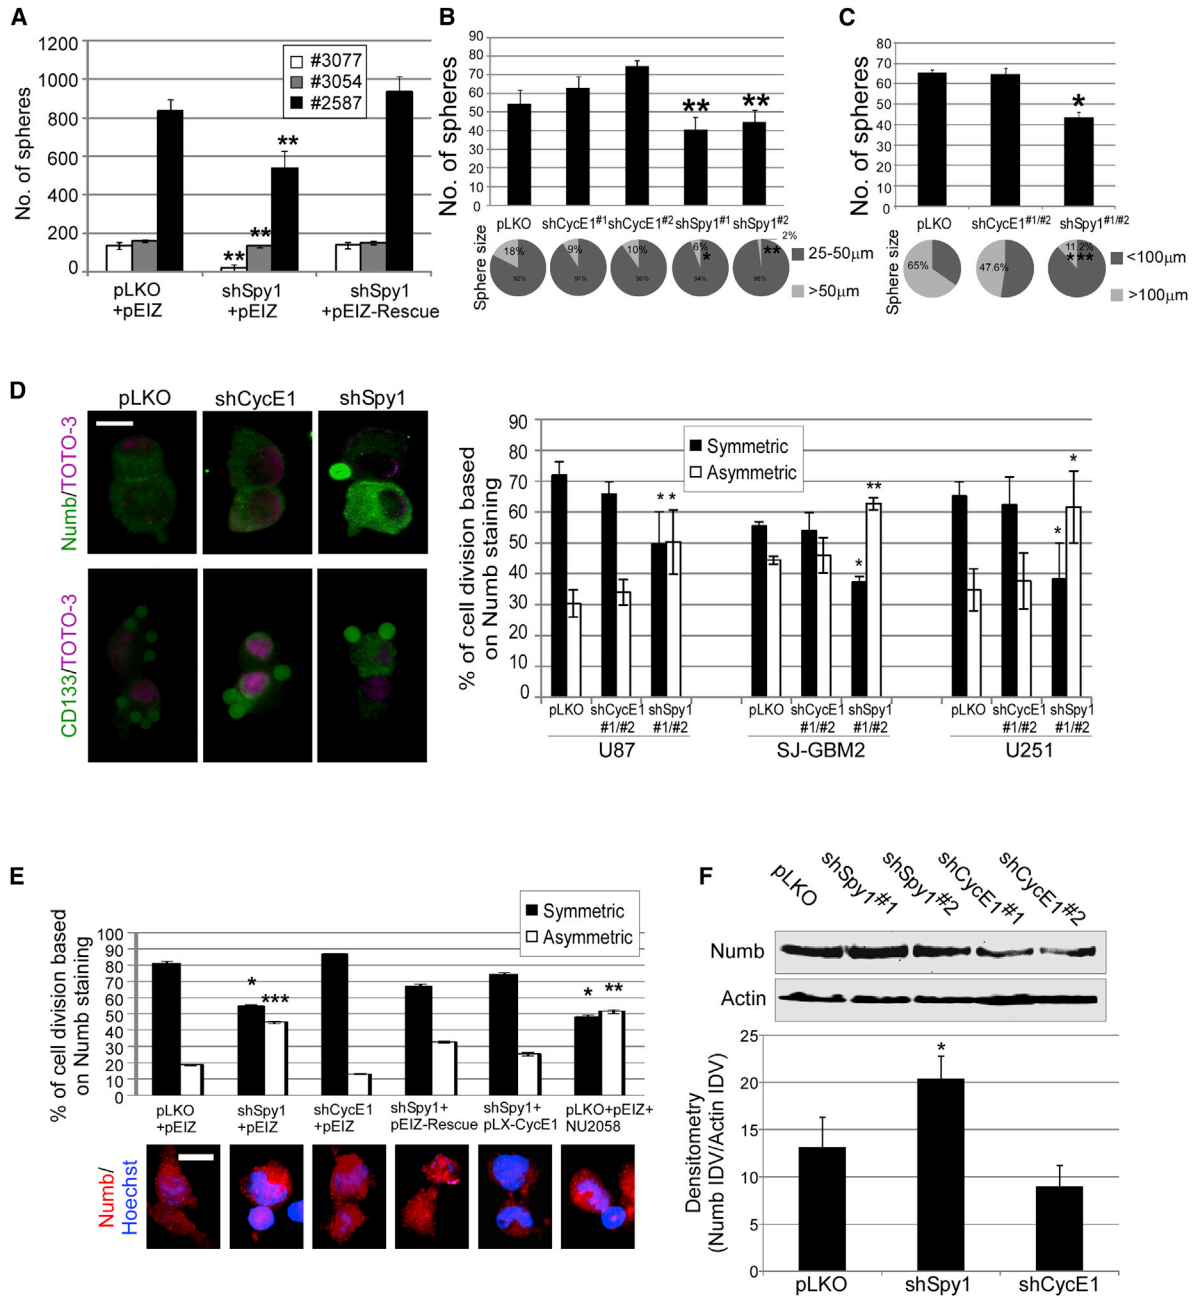 A
1200
1000
800
600
400
200
0
No. of spheres
#3077
#3054
#2587
**
**
**
pLKO
+pEIZ
shSpy1
+pEIZ
shSpy1
+pEIZ-Rescue
B
90
80
70
60
50
40
30
20
10
0
No. of spheres
**
**
pLKO
shCycE1#1
shCycE1#2
shSpy1#1
shSpy1#2
Sphere size
18%
92%
9%
91%
10%
90%
6%
*
94%
2%
**
98%
25-50μm
>50μm
C
80
70
60
50
40
30
20
10
0
No. of spheres
*
pLKO
shCycE1#1/#2
shSpy1#1/#2
Sphere size
65%
47.6%
11.2%
****
<100μm
>100μm
D
pLKO
shCycE1
shSpy1
Numb/TOTO-3
CD133/TOTO-3
90
80
70
60
50
40
30
20
10
0
% of cell division based
on Numb staining
Symmetric
Asymmetric
* *
*
**
*
*
pLKO
shCycE1
#1/#2
shSpy1
#1/#2
pLKO
shCycE1
#1/#2
shSpy1
#1/#2
pLKO
shCycE1
#1/#2
shSpy1
#1/#2
U87
SJ-GBM2
U251
E
100
90
80
70
60
50
40
30
20
10
0
% of cell division based
on Numb staining
Symmetric
Asymmetric
*
***
*
**
pLKO
+pEIZ
shSpy1
+pEIZ
shCycE1
+pEIZ
shSpy1+
pEIZ-Rescue
shSpy1+
pLX-CycE1
pLKO+pEIZ+
NU2058
Numb/
Hoechst
F
pLKO
shSpy1#1
shSpy1#2
shCycE1#1
shCycE1#2
Numb
Actin
25
20
15
10
5
0
Densitometry
(Numb IDV/Actin IDV)
*
pLKO
shSpy1
shCycE1